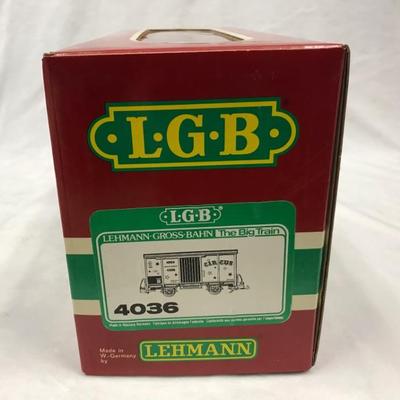 L.G.B.
L.G.B.®
LEHMANN-GROSS-BAHN The Big Train
CIRCUS
4036
Made in
W.-Germany
by
LEHMANN